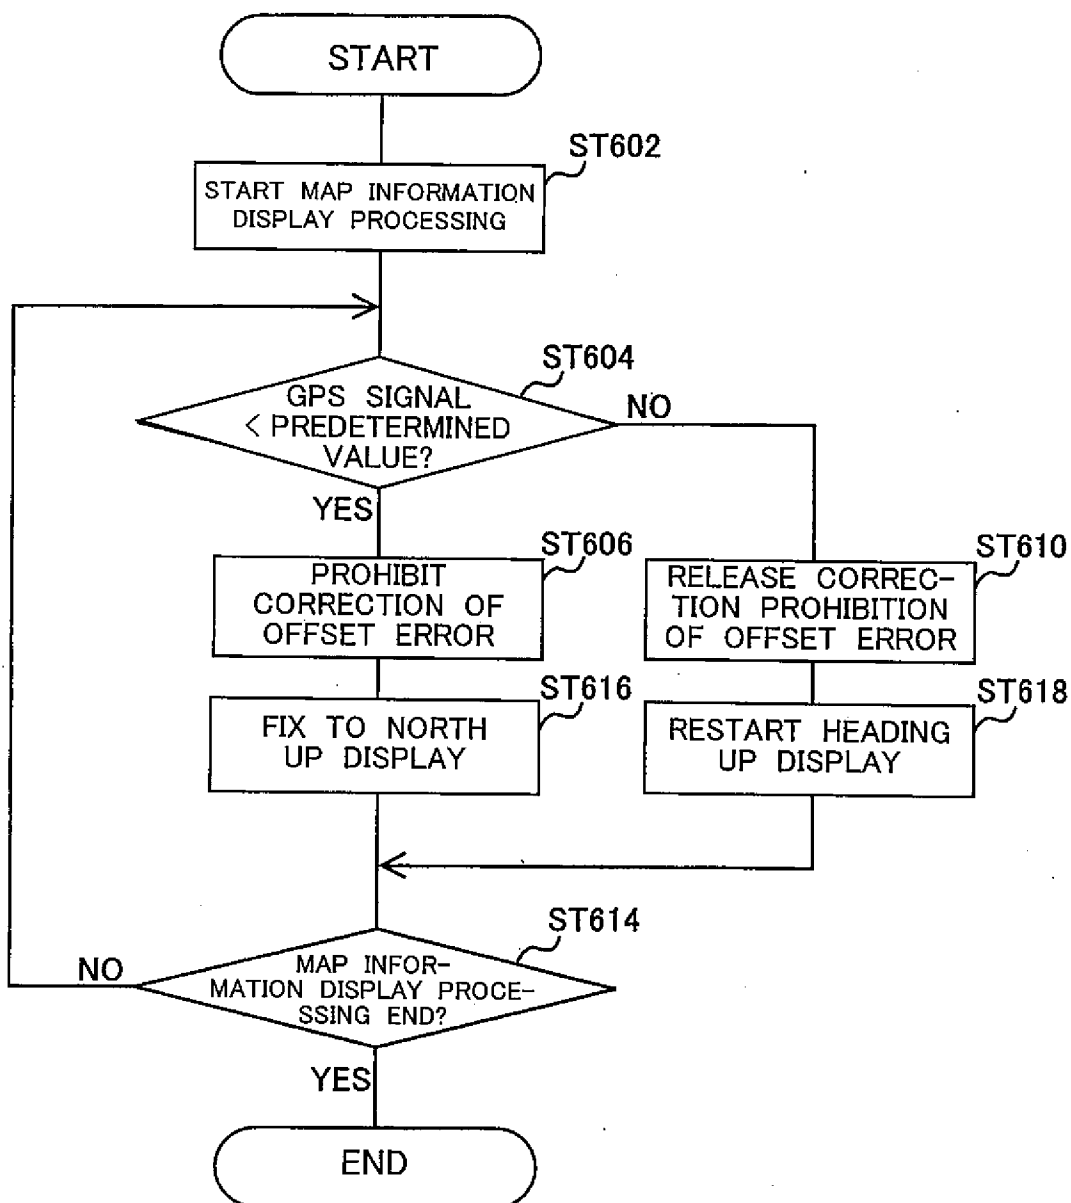 START
ST602
START MAP INFORMATION
DISPLAY PROCESSING
ST604
GPS SIGNAL
< PREDETERMINED
VALUE?
NO
YES
ST606
PROHIBIT
CORRECTION OF
OFFSET ERROR
ST610
RELEASE CORREC-
TION PROHIBITION
OF OFFSET ERROR
ST616
FIX TO NORTH
UP DISPLAY
ST618
RESTART HEADING
UP DISPLAY
ST614
MAP INFOR-
MATION DISPLAY PROCE-
SSING END?
NO
YES
END